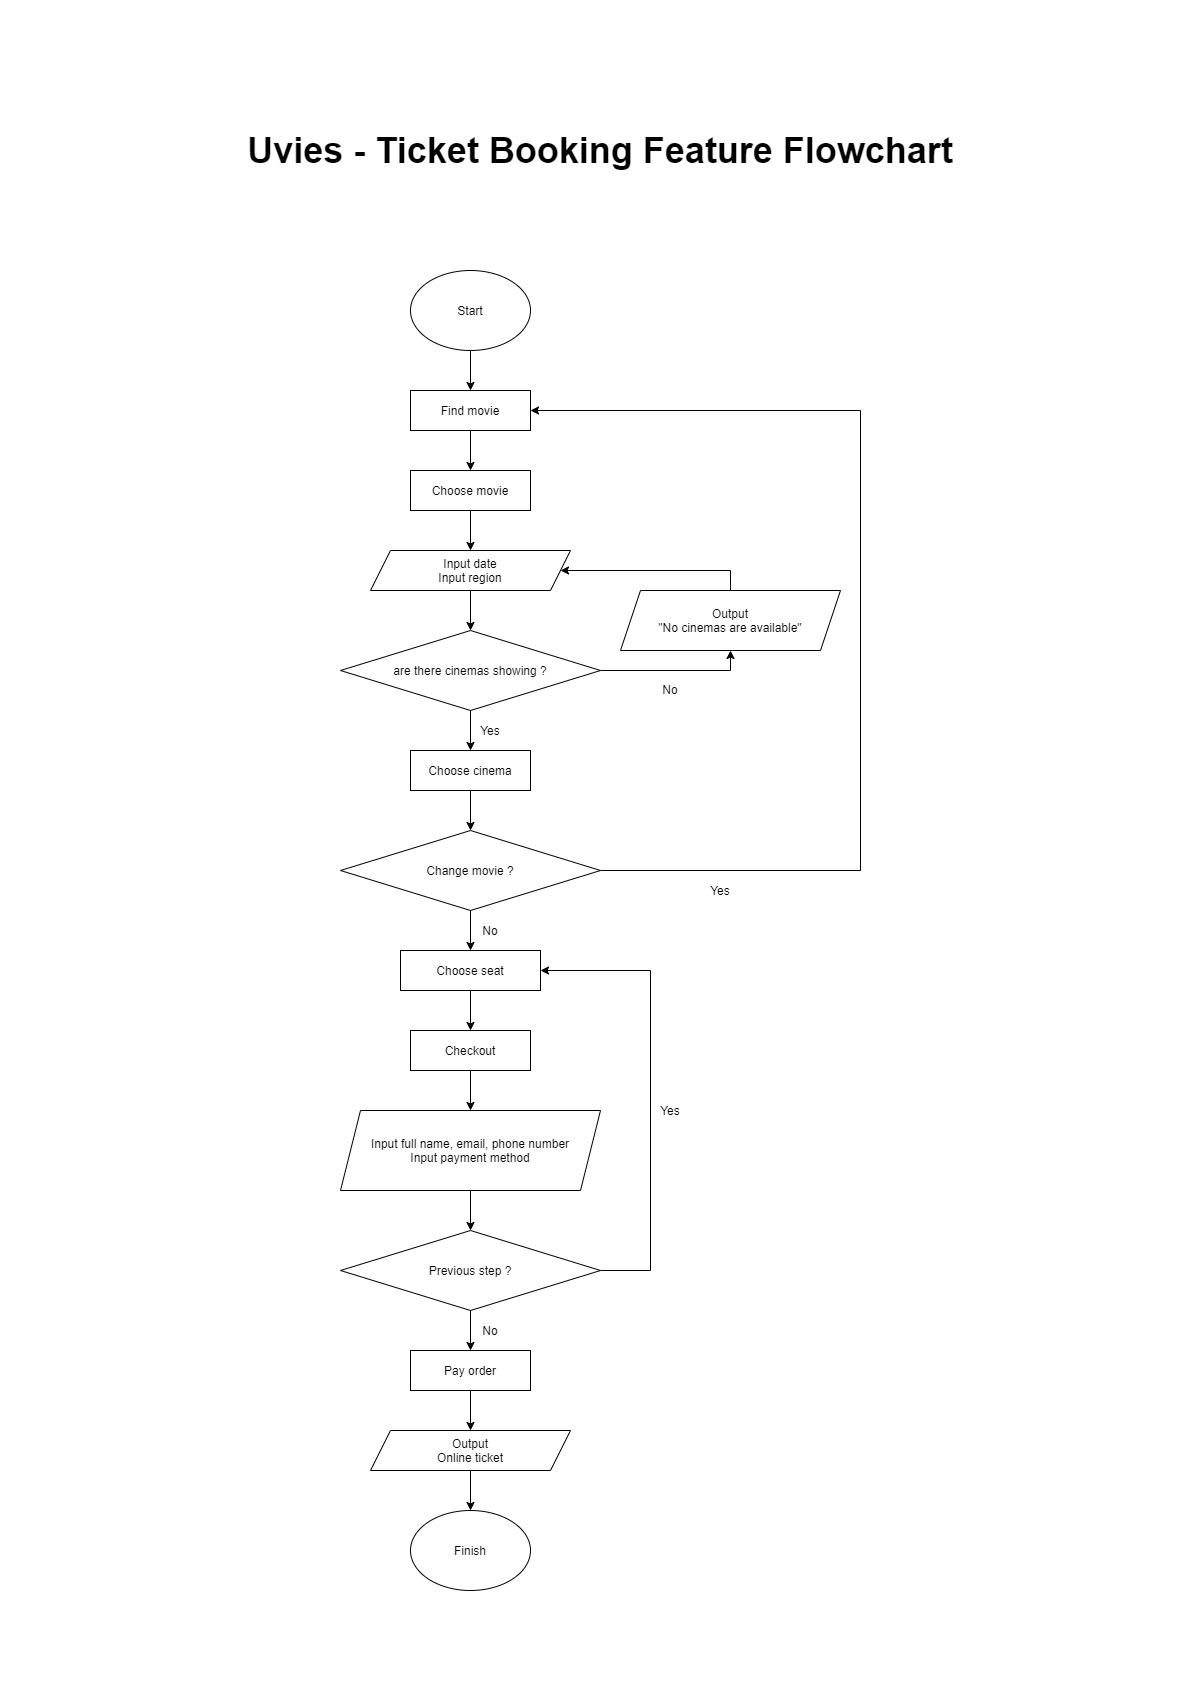 Uvies - Ticket Booking Feature Flowchart
Start
Find movie
Choose movie
Input date
Input region
Output
"No cinemas are available"
are there cinemas showing ?
No
Yes
Choose cinema
Change movie ?
Yes
No
Choose seat
Checkout
Yes
Input full name, email, phone number
Input payment method
Previous step ?
No
Pay order
Output
Online ticket
Finish